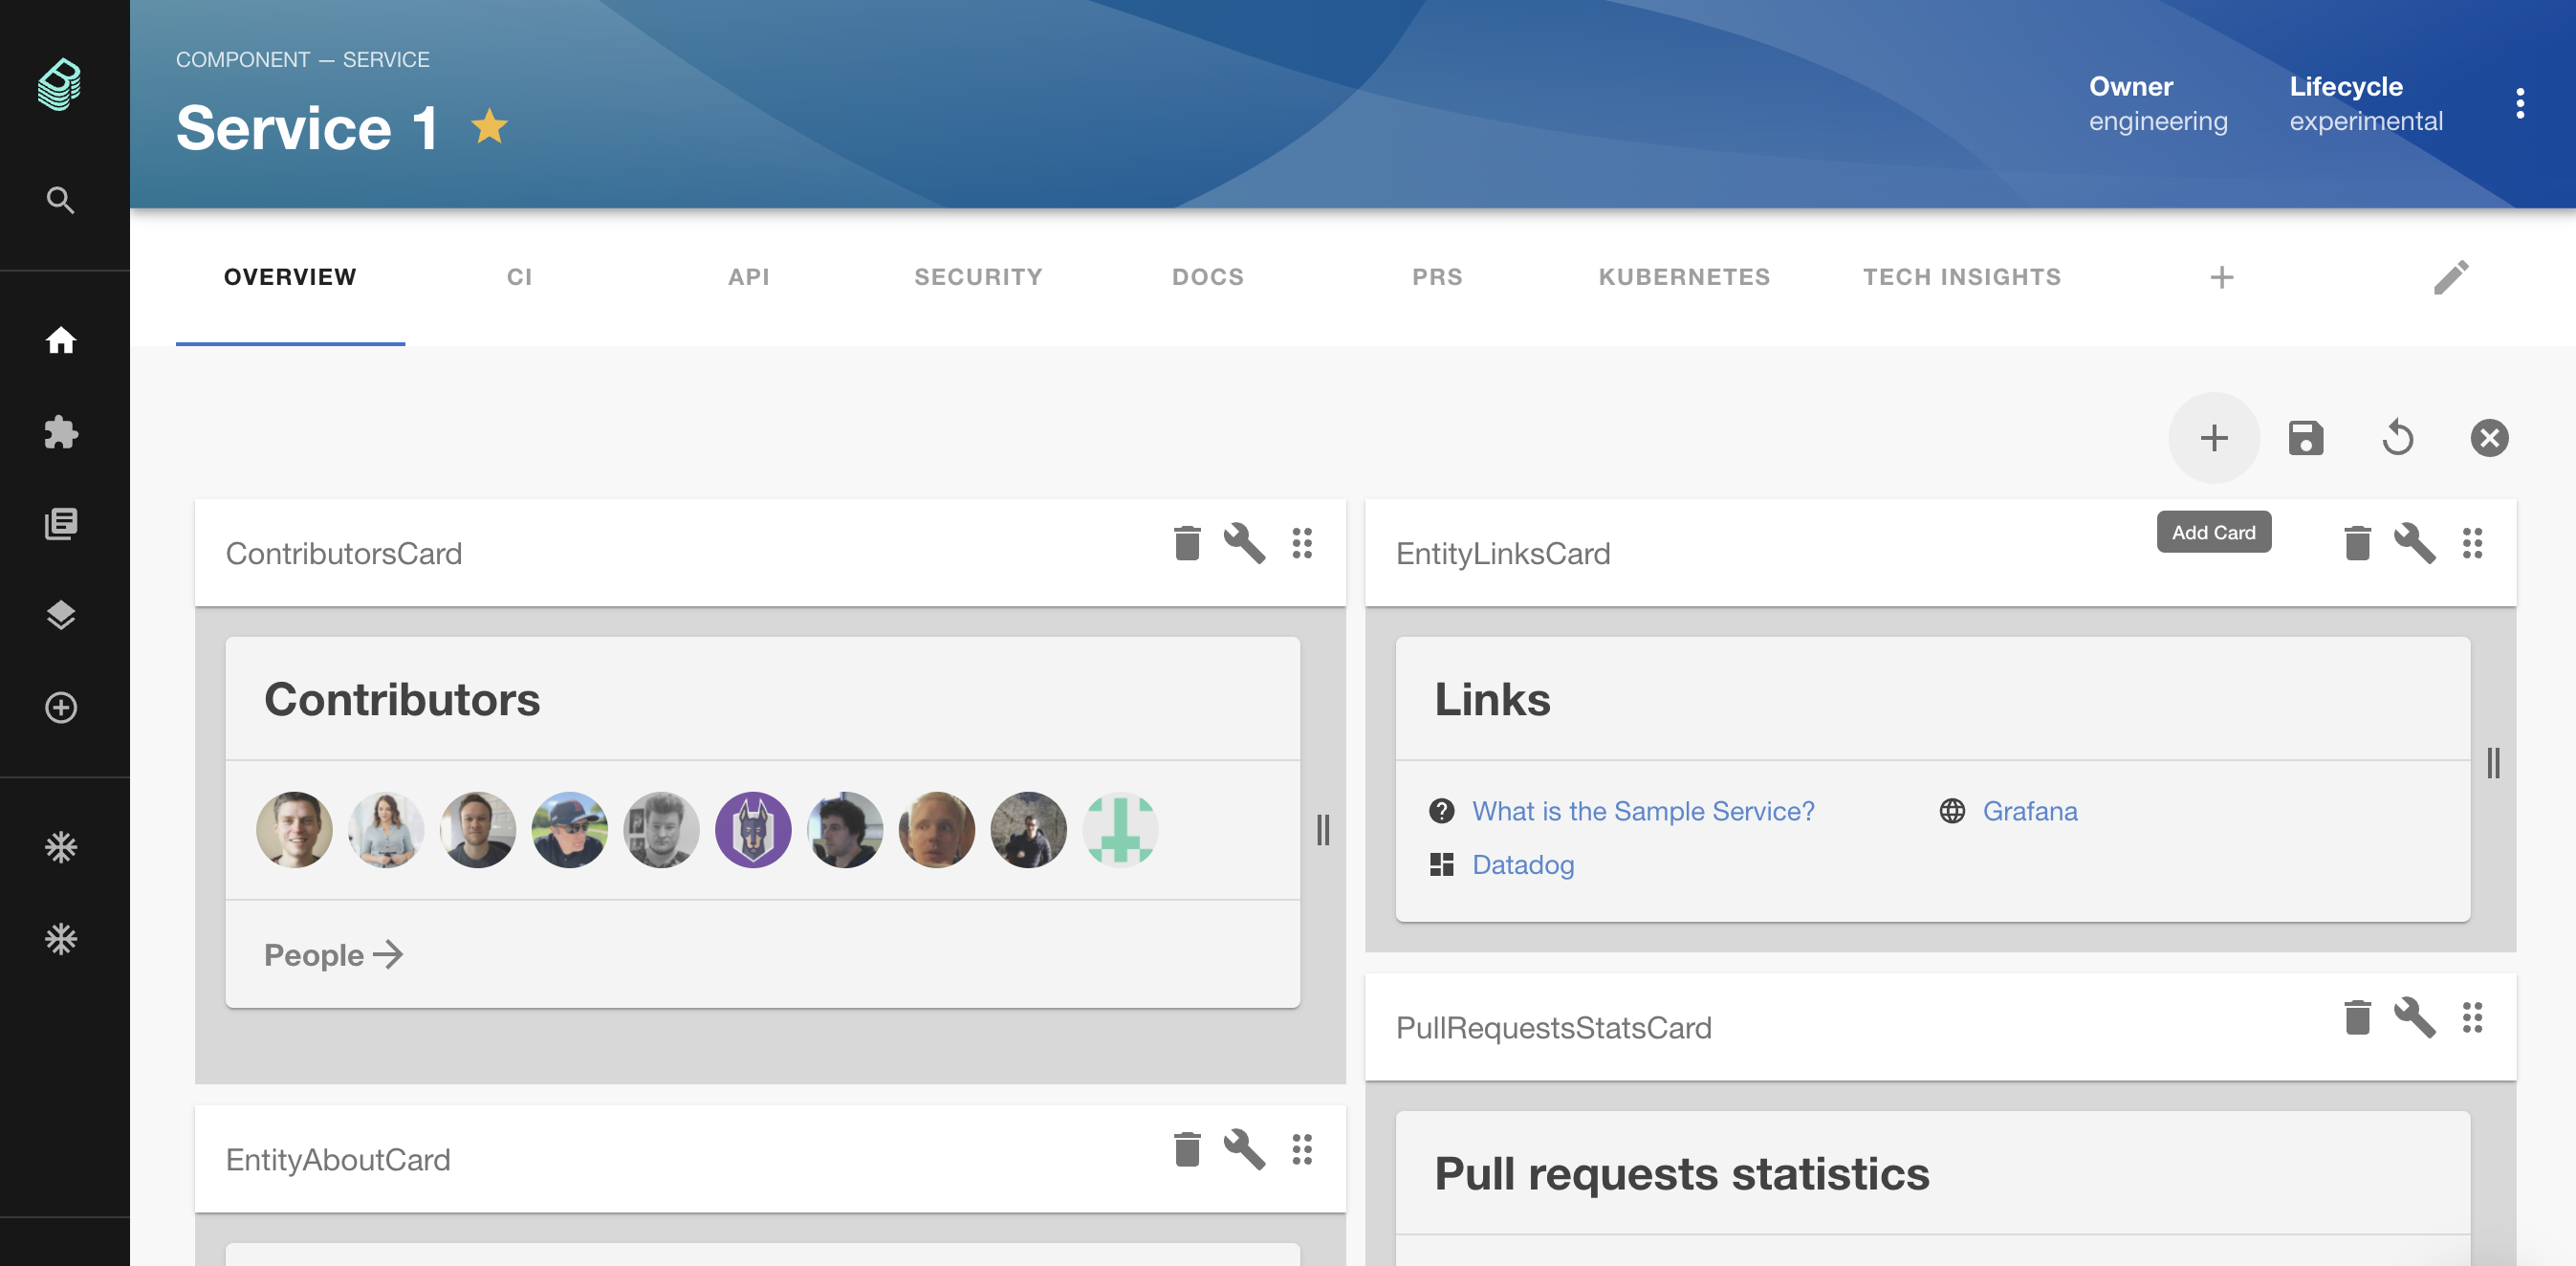 COMPONENT — SERVICE
Service 1
Owner
engineering
Lifecycle
experimental
OVERVIEW
CI
API
SECURITY
DOCS
PRS
KUBERNETES
TECH INSIGHTS
Add Card
ContributorsCard
Contributors
People
EntityAboutCard
EntityLinksCard
Links
What is the Sample Service?
Grafana
Datadog
PullRequestsStatsCard
Pull requests statistics